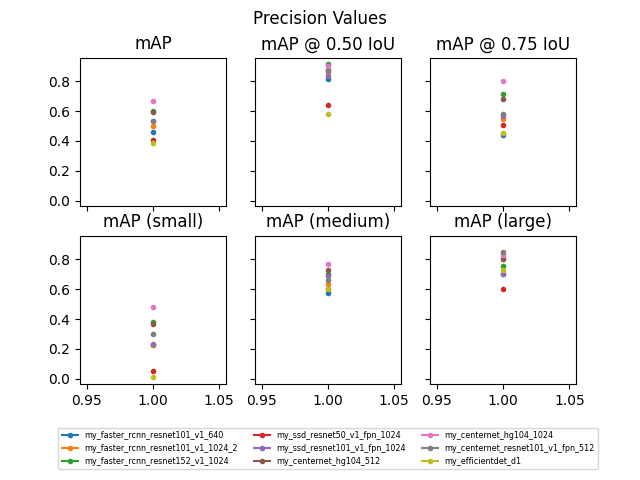 Precision Values
mAP
mAP @ 0.50 IoU
mAP @ 0.75 IoU
0.8
0.6
0.4
0.2
0.0
mAP (small)
mAP (medium)
mAP (large)
0.8
0.6
0.4
0.2
0.0
0.95 1.00 1.05
0.95 1.00 1.05
0.95 1.00 1.05
my_faster_rcnn_resnet101_v1_640
my_faster_rcnn_resnet101_v1_1024_2
my_faster_rcnn_resnet152_v1_1024
my_ssd_resnet50_v1_fpn_1024
my_ssd_resnet101_v1_fpn_1024
my_centernet_hg104_512
my_centernet_hg104_1024
my_centernet_resnet101_v1_fpn_512
my_efficientdet_d1